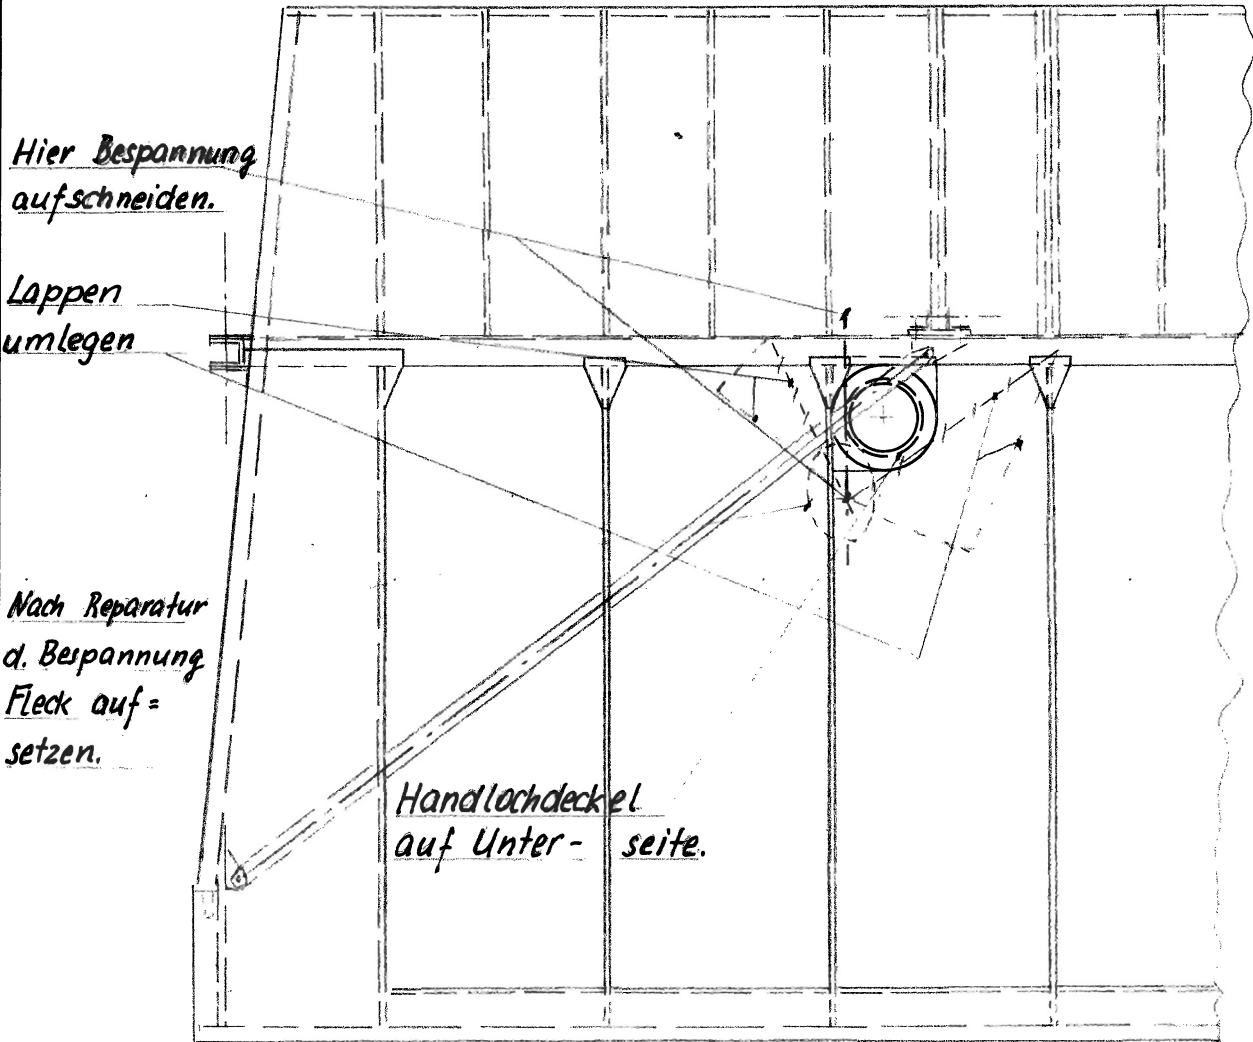 Hier Bespannung
aufschneiden.
Lappen
umlegen
Nach Reparatur
d. Bespannung
Fleck auf=
setzen.
Handlochdeckel
auf Unter- seite.